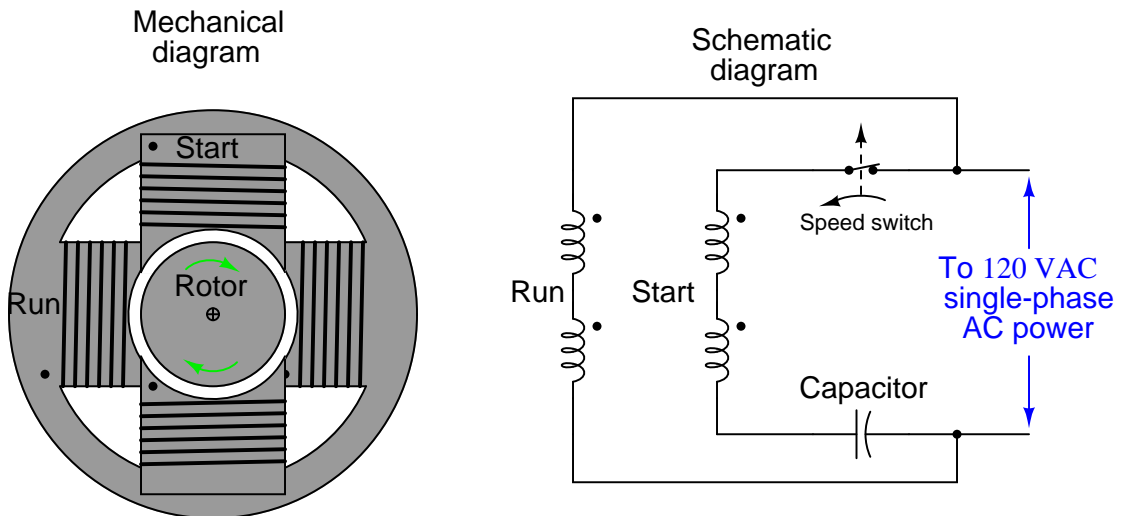 Mechanical
diagram
Start
Run
Rotor
Schematic
diagram
Speed switch
Run
Start
To 120 VAC
single-phase
AC power
Capacitor